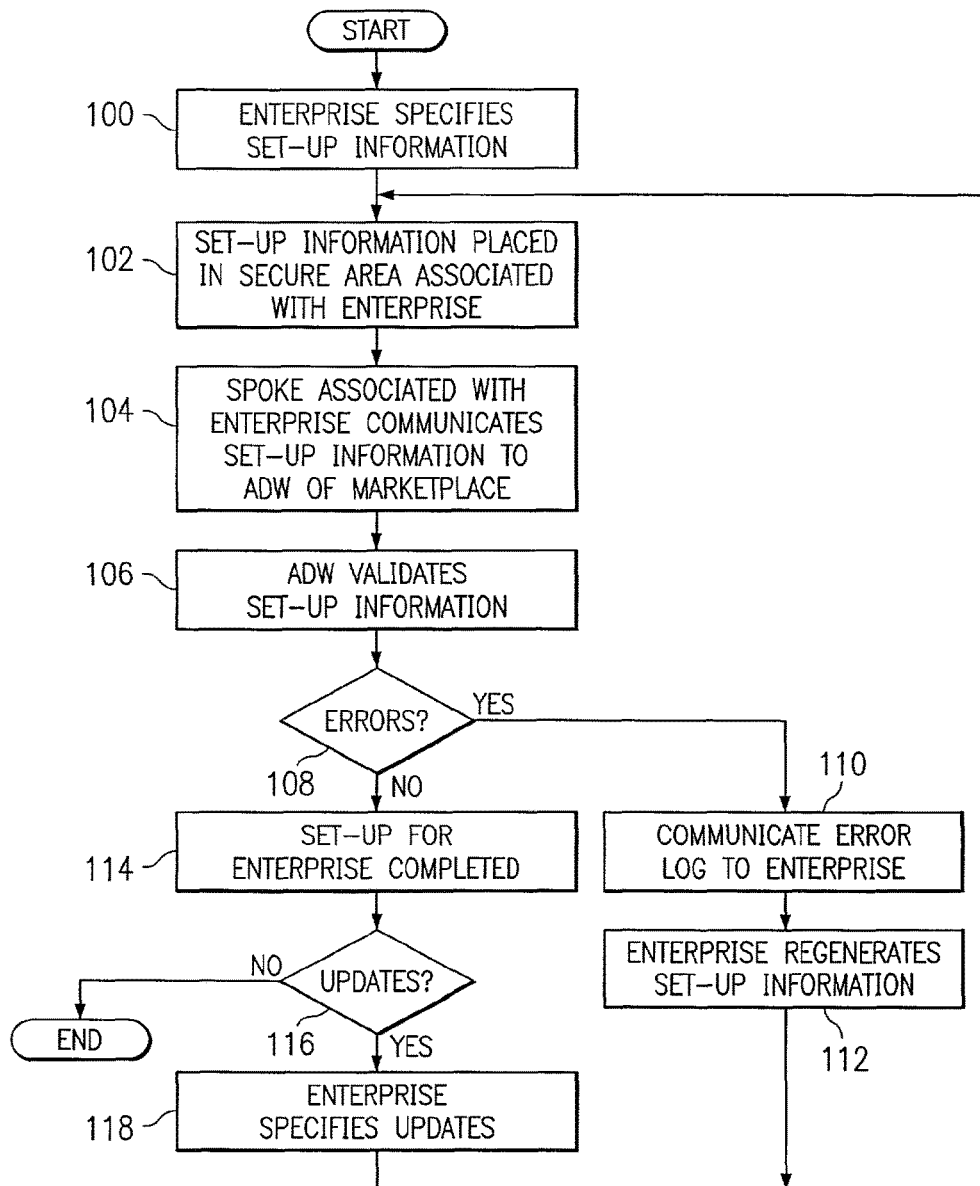 START
100
ENTERPRISE SPECIFIES
SET-UP INFORMATION
102
SET-UP INFORMATION PLACED
IN SECURE AREA ASSOCIATED
WITH ENTERPRISE
104
SPOKE ASSOCIATED WITH
ENTERPRISE COMMUNICATES
SET-UP INFORMATION TO
ADW OF MARKETPLACE
106
ADW VALIDATES
SET-UP INFORMATION
ERRORS?
YES
108
NO
110
COMMUNICATE ERROR
LOG TO ENTERPRISE
114
SET-UP FOR
ENTERPRISE COMPLETED
ENTERPRISE REGENERATES
SET-UP INFORMATION
112
NO
UPDATES?
116
YES
END
118
ENTERPRISE
SPECIFIES UPDATES